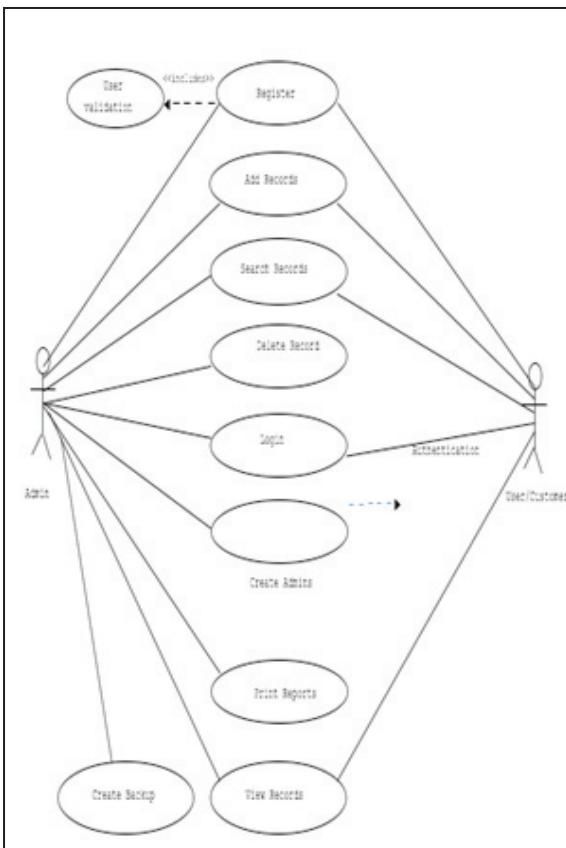 User
validation
<<includes>>
Register
Add Records
Search Records
Delete Record
Login
Authentication
Admin
User/Customer
Create Admins
Print Reports
Create Backup
View Records